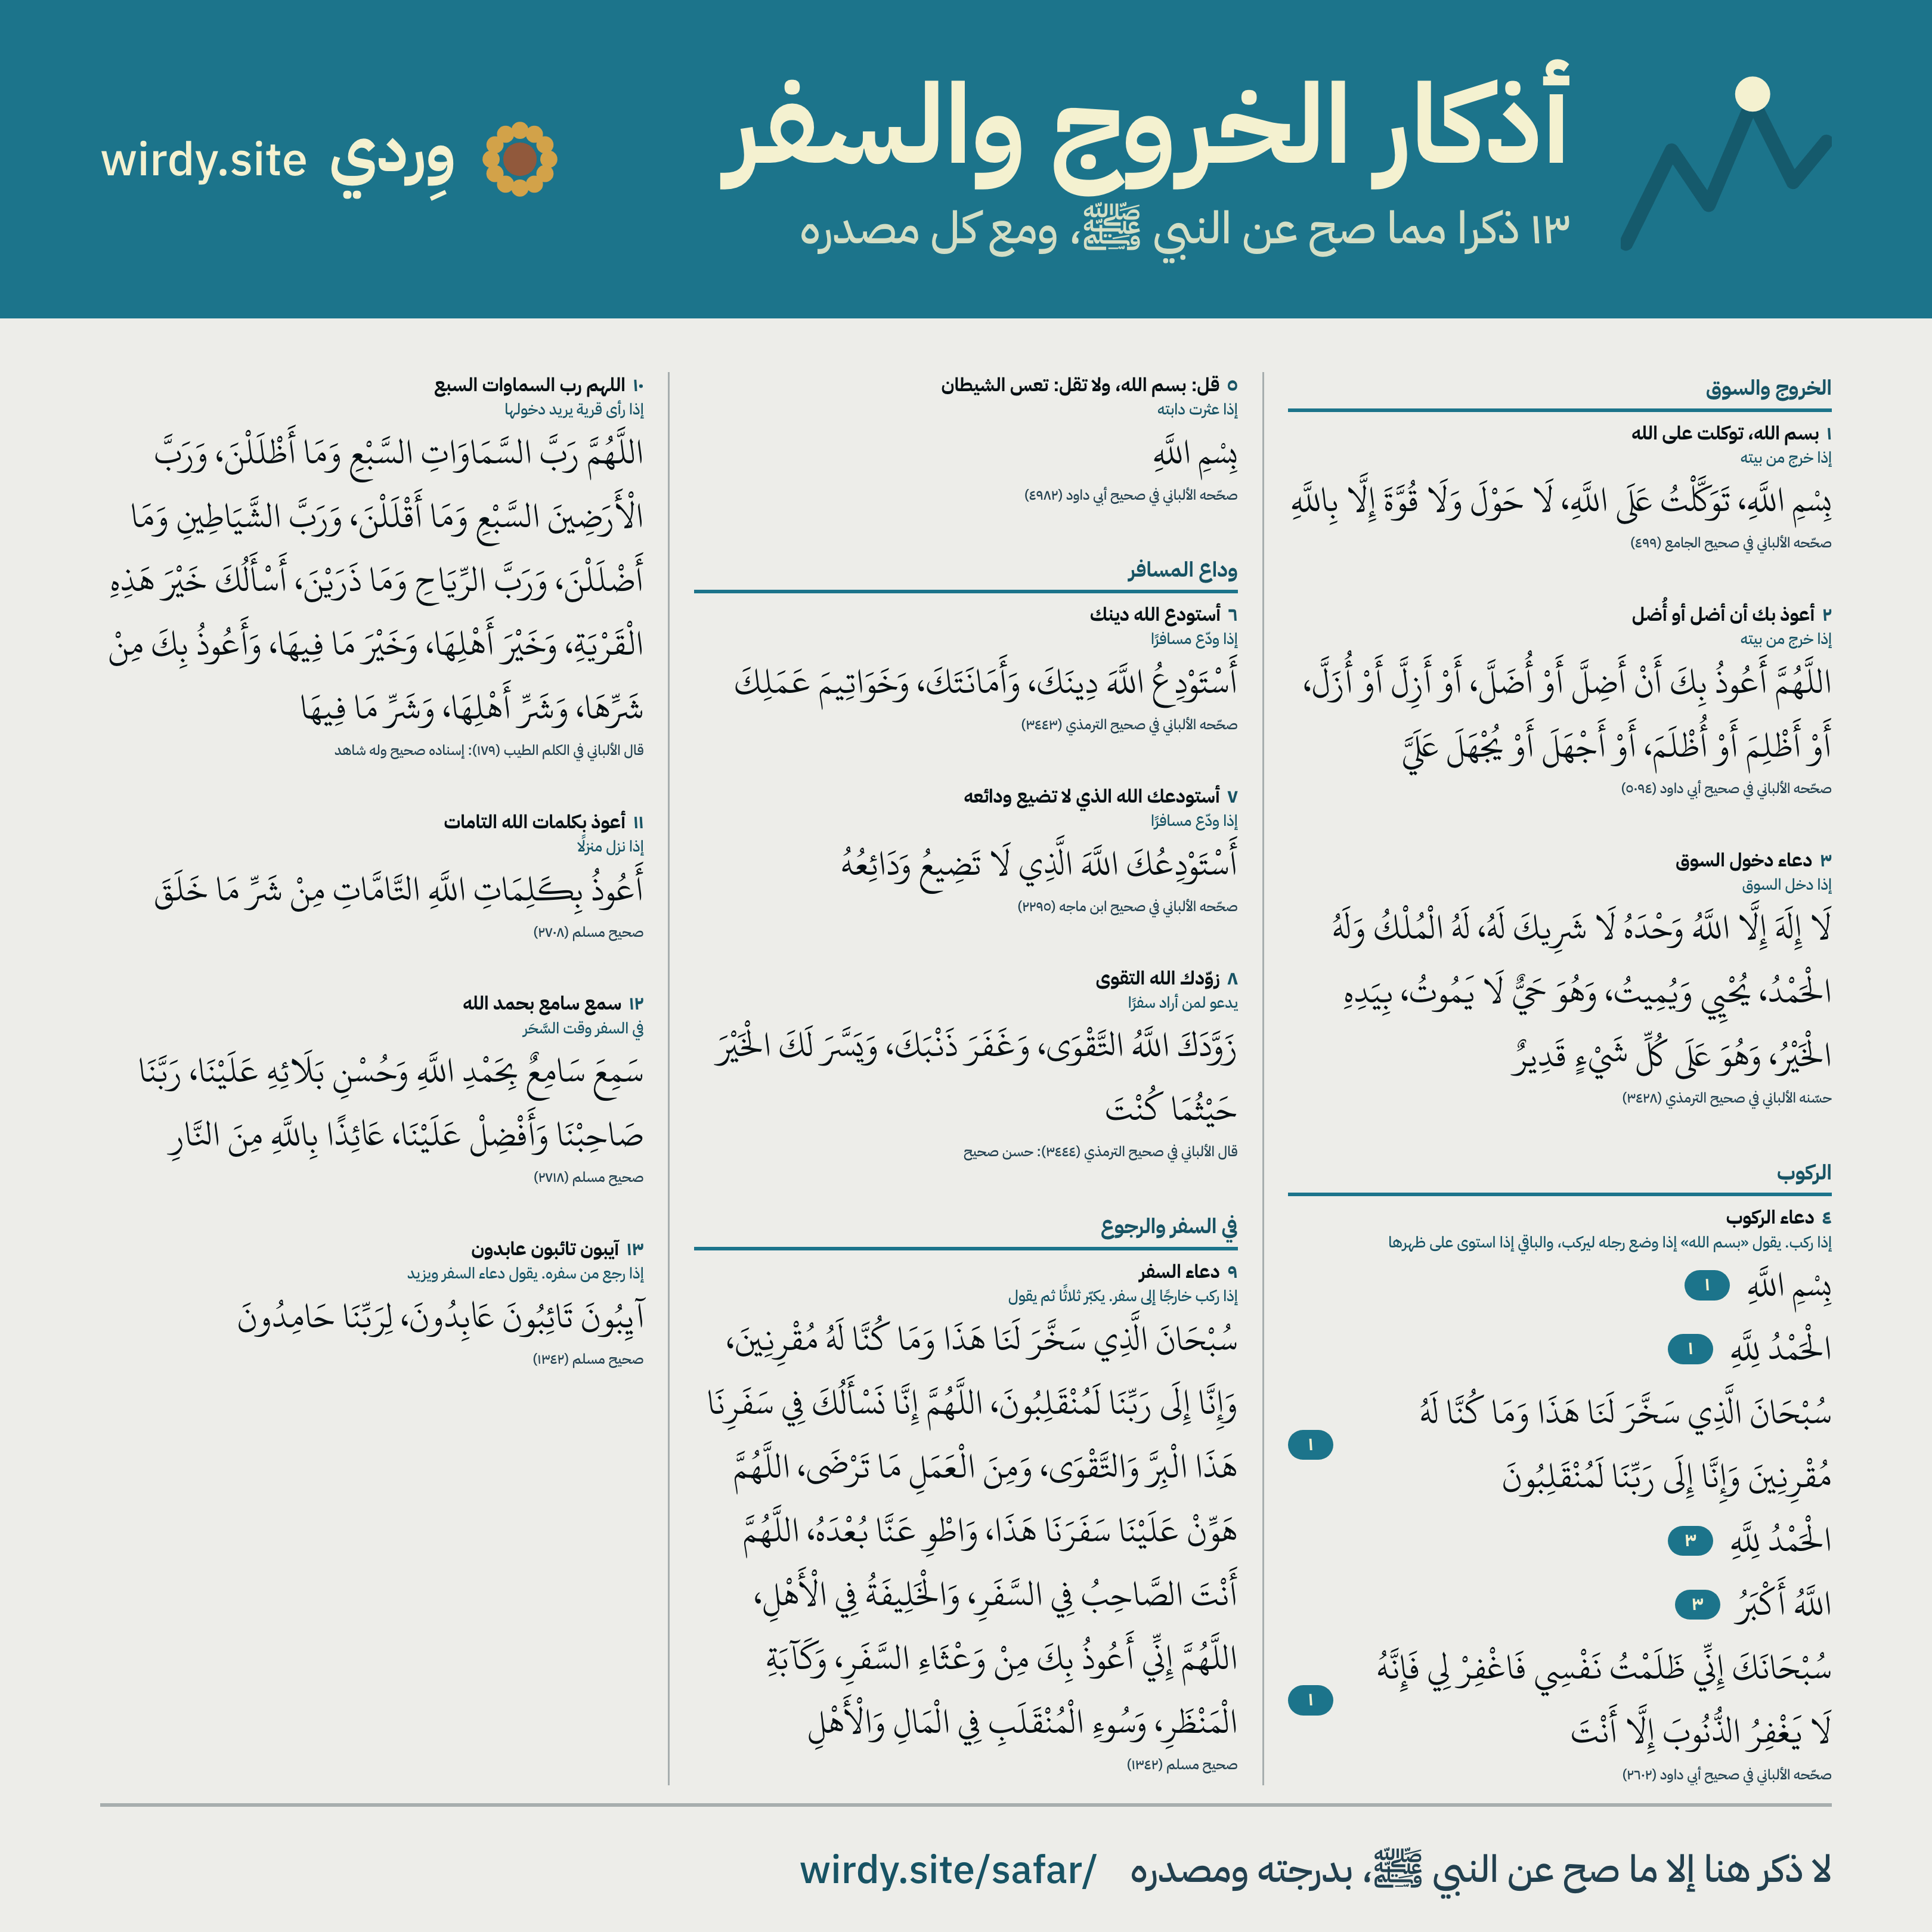 أذكار الخروج والسفر
١٣ ذكرا مما صح عن النبي ﷺ، ومع كل مصدره
وِردي wirdy.site
الخروج والسوق
١ بسم الله، توكلت على الله
إذا خرج من بيته
بِسْمِ اللَّهِ، تَوَكَّلْتُ عَلَى اللَّهِ، لَا حَوْلَ وَلَا قُوَّةَ إِلَّا بِاللَّهِ
صحّحه الألباني في صحيح الجامع (٤٩٩)
٢ أعوذ بك أن أضل أو أُضل
إذا خرج من بيته
اللَّهُمَّ أَعُوذُ بِكَ أَنْ أَضِلَّ أَوْ أُضَلَّ، أَوْ أَزِلَّ أَوْ أُزَلَّ،
أَوْ أَظْلِمَ أَوْ أُظْلَمَ، أَوْ أَجْهَلَ أَوْ يُجْهَلَ عَلَيَّ
صحّحه الألباني في صحيح أبي داود (٥٠٩٤)
٣ دعاء دخول السوق
إذا دخل السوق
لَا إِلَهَ إِلَّا اللَّهُ وَحْدَهُ لَا شَرِيكَ لَهُ، لَهُ الْمُلْكُ وَلَهُ
الْحَمْدُ، يُحْيِي وَيُمِيتُ، وَهُوَ حَيٌّ لَا يَمُوتُ، بِيَدِهِ
الْخَيْرُ، وَهُوَ عَلَى كُلِّ شَيْءٍ قَدِيرٌ
حسّنه الألباني في صحيح الترمذي (٣٤٢٨)
الركوب
٤ دعاء الركوب
إذا ركب. يقول «بسم الله» إذا وضع رجله ليركب، والباقي إذا استوى على ظهرها
بِسْمِ اللَّهِ ١
الْحَمْدُ لِلَّهِ ١
سُبْحَانَ الَّذِي سَخَّرَ لَنَا هَذَا وَمَا كُنَّا لَهُ
مُقْرِنِينَ وَإِنَّا إِلَى رَبِّنَا لَمُنْقَلِبُونَ ١
الْحَمْدُ لِلَّهِ ٣
اللَّهُ أَكْبَرُ ٣
سُبْحَانَكَ إِنِّي ظَلَمْتُ نَفْسِي فَاغْفِرْ لِي فَإِنَّهُ
لَا يَغْفِرُ الذُّنُوبَ إِلَّا أَنْتَ ١
صحّحه الألباني في صحيح أبي داود (٢٦٠٢)
٥ قل: بسم الله، ولا تقل: تعس الشيطان
إذا عثرت دابته
بِسْمِ اللَّهِ
صحّحه الألباني في صحيح أبي داود (٤٩٨٢)
وداع المسافر
٦ أستودع الله دينك
إذا ودّع مسافرًا
أَسْتَوْدِعُ اللَّهَ دِينَكَ، وَأَمَانَتَكَ، وَخَوَاتِيمَ عَمَلِكَ
صحّحه الألباني في صحيح الترمذي (٣٤٤٣)
٧ أستودعك الله الذي لا تضيع ودائعه
إذا ودّع مسافرًا
أَسْتَوْدِعُكَ اللَّهَ الَّذِي لَا تَضِيعُ وَدَائِعُهُ
صحّحه الألباني في صحيح ابن ماجه (٢٢٩٥)
٨ زوّدك الله التقوى
يدعو لمن أراد سفرًا
زَوَّدَكَ اللَّهُ التَّقْوَى، وَغَفَرَ ذَنْبَكَ، وَيَسَّرَ لَكَ الْخَيْرَ
حَيْثُمَا كُنْتَ
قال الألباني في صحيح الترمذي (٣٤٤٤): حسن صحيح
في السفر والرجوع
٩ دعاء السفر
إذا ركب خارجًا إلى سفر. يكبّر ثلاثًا ثم يقول
سُبْحَانَ الَّذِي سَخَّرَ لَنَا هَذَا وَمَا كُنَّا لَهُ مُقْرِنِينَ،
وَإِنَّا إِلَى رَبِّنَا لَمُنْقَلِبُونَ، اللَّهُمَّ إِنَّا نَسْأَلُكَ فِي سَفَرِنَا
هَذَا الْبِرَّ وَالتَّقْوَى، وَمِنَ الْعَمَلِ مَا تَرْضَى، اللَّهُمَّ
هَوِّنْ عَلَيْنَا سَفَرَنَا هَذَا، وَاطْوِ عَنَّا بُعْدَهُ، اللَّهُمَّ
أَنْتَ الصَّاحِبُ فِي السَّفَرِ، وَالْخَلِيفَةُ فِي الْأَهْلِ،
اللَّهُمَّ إِنِّي أَعُوذُ بِكَ مِنْ وَعْثَاءِ السَّفَرِ، وَكَآبَةِ
الْمَنْظَرِ، وَسُوءِ الْمُنْقَلَبِ فِي الْمَالِ وَالْأَهْلِ
صحيح مسلم (١٣٤٢)
١٠ اللهم رب السماوات السبع
إذا رأى قرية يريد دخولها
اللَّهُمَّ رَبَّ السَّمَاوَاتِ السَّبْعِ وَمَا أَظْلَلْنَ، وَرَبَّ
الْأَرَضِينَ السَّبْعِ وَمَا أَقْلَلْنَ، وَرَبَّ الشَّيَاطِينِ وَمَا
أَضْلَلْنَ، وَرَبَّ الرِّيَاحِ وَمَا ذَرَيْنَ، أَسْأَلُكَ خَيْرَ هَذِهِ
الْقَرْيَةِ، وَخَيْرَ أَهْلِهَا، وَخَيْرَ مَا فِيهَا، وَأَعُوذُ بِكَ مِنْ
شَرِّهَا، وَشَرِّ أَهْلِهَا، وَشَرِّ مَا فِيهَا
قال الألباني في الكلم الطيب (١٧٩): إسناده صحيح وله شاهد
١١ أعوذ بكلمات الله التامات
إذا نزل منزلًا
أَعُوذُ بِكَلِمَاتِ اللَّهِ التَّامَّاتِ مِنْ شَرِّ مَا خَلَقَ
صحيح مسلم (٢٧٠٨)
١٢ سمع سامع بحمد الله
في السفر وقت السَّحَر
سَمِعَ سَامِعٌ بِحَمْدِ اللَّهِ وَحُسْنِ بَلَائِهِ عَلَيْنَا، رَبَّنَا
صَاحِبْنَا وَأَفْضِلْ عَلَيْنَا، عَائِذًا بِاللَّهِ مِنَ النَّارِ
صحيح مسلم (٢٧١٨)
١٣ آيبون تائبون عابدون
إذا رجع من سفره. يقول دعاء السفر ويزيد
آيِبُونَ تَائِبُونَ عَابِدُونَ، لِرَبِّنَا حَامِدُونَ
صحيح مسلم (١٣٤٢)
لا ذكر هنا إلا ما صح عن النبي ﷺ، بدرجته ومصدره wirdy.site/safar/